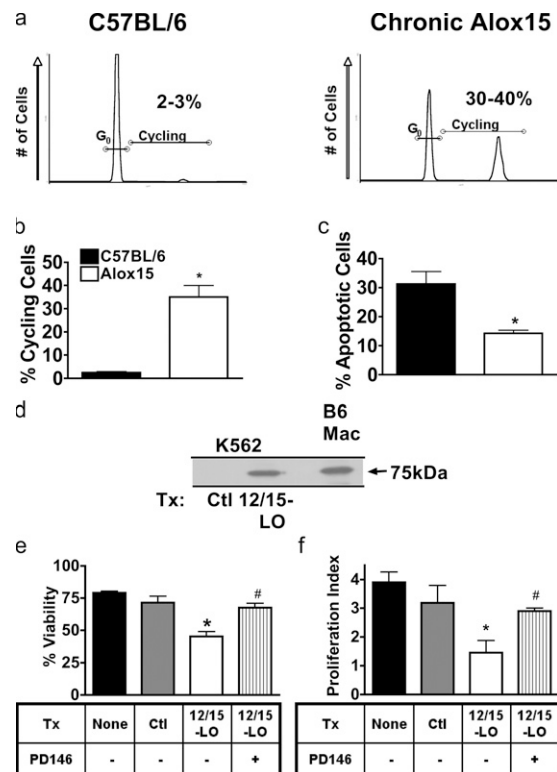 a
C57BL/6
Chronic Alox15
# of Cells
2-3%
G0
Cycling
# of Cells
30-40%
G0
Cycling
b
C57BL/6
Alox15
% Cycling Cells
50
40
30
20
10
0
*
c
% Apoptotic Cells
40
30
20
10
0
*
d
K562
B6
Mac
75kDa
Tx: Ctl 12/15-
LO
e
% Viability
100
75
50
25
0
*
#
Tx None Ctl 12/15 -LO 12/15 -LO
PD146 - - - +
f
Proliferation Index
4
3
2
1
0
*
#
Tx None Ctl 12/15 -LO 12/15 -LO
PD146 - - - +